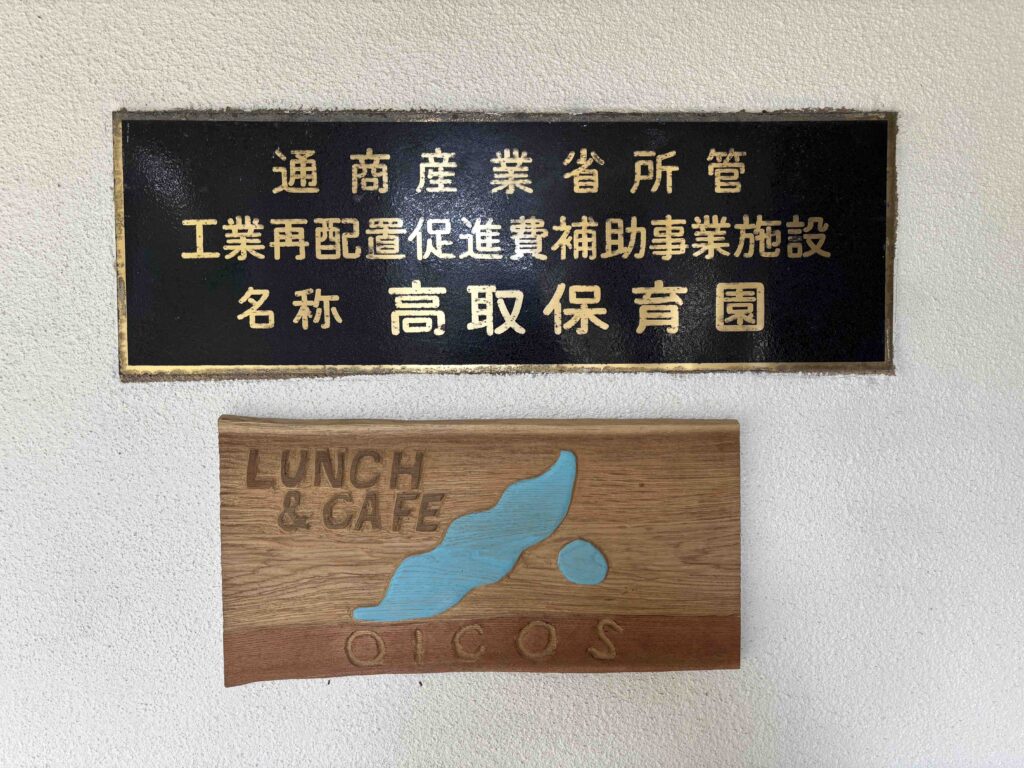 通商産業省所管
工業再配置促進費補助事業施設
名称 高取保育園
LUNCH
& CAFE
OICOS